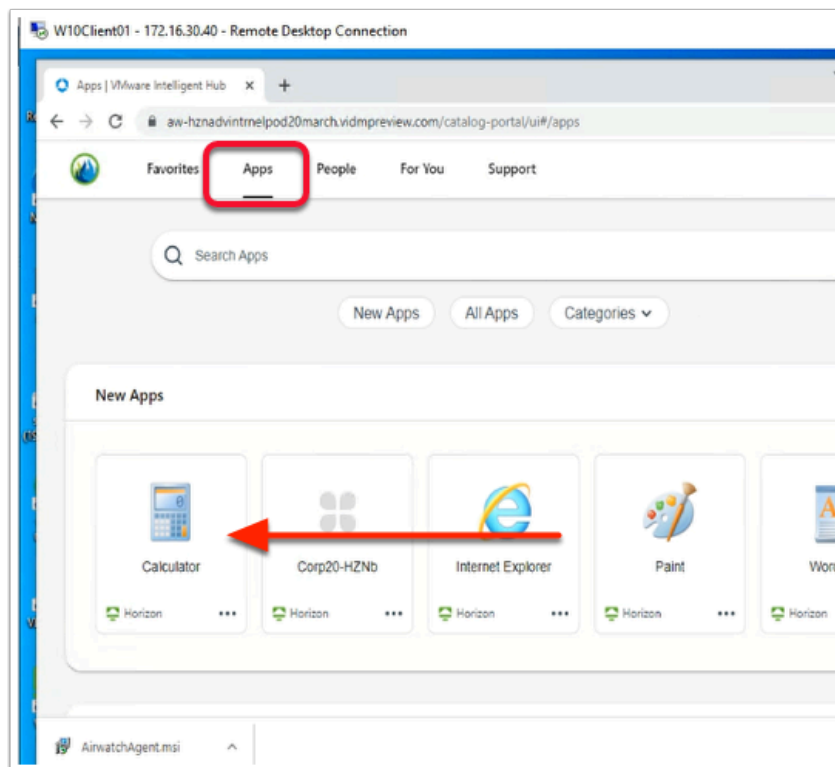 W10Client01 - 172.16.30.40 - Remote Desktop Connection
Apps | VMware Intelligent Hub
aw-hznadvintrnelpod20march.vidmpreview.com/catalog-portal/ui#/apps
Favorites Apps People For You Support
Search Apps
New Apps All Apps Categories
New Apps
Calculator Corp20-HZNb Internet Explorer Paint
Horizon Horizon Horizon Horizon Horizon
AirwatchAgent.msi